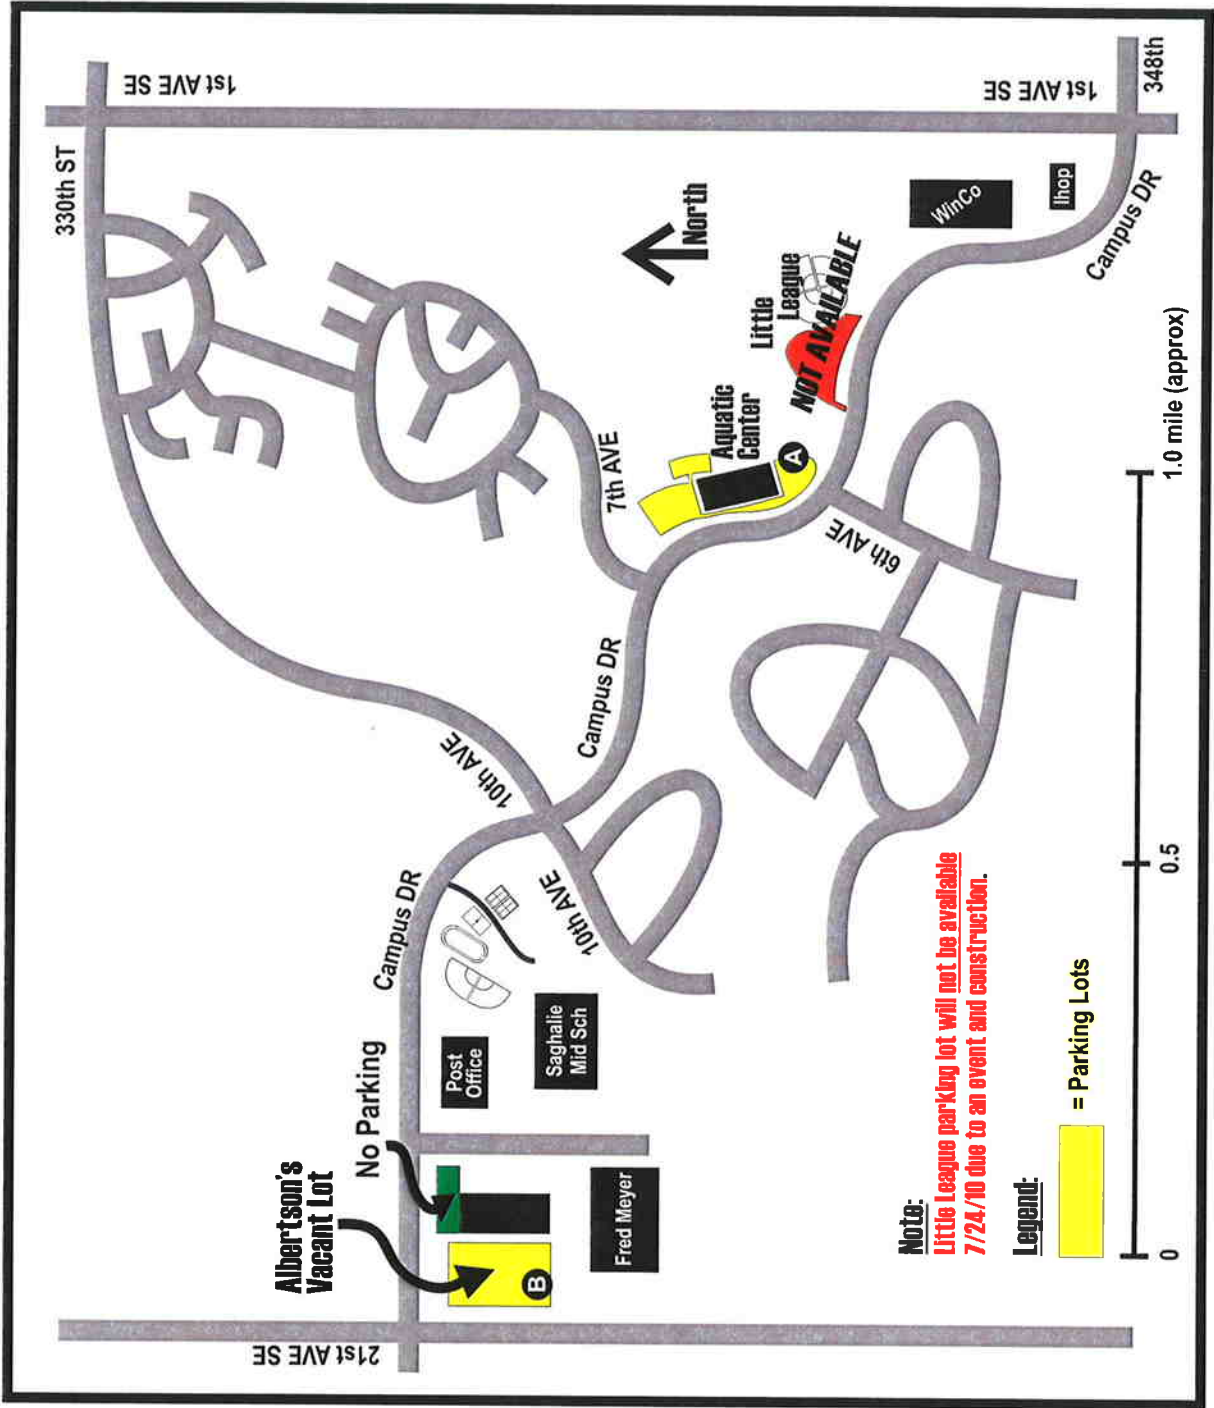 330th ST
1st AVE SE
1st AVE SE
348th
Campus DR
Ihop
WinCo
North
Little
League
NOT AVAILABLE
Aquatic
Center
A
7th AVE
6th AVE
Campus DR
10th AVE
10th AVE
Campus DR
Post
Office
Saghalie
Mid Sch
No Parking
Albertson's
Vacant Lot
B
Fred Meyer
21st AVE SE
Note:
Little League parking lot will not be available
7/24/10 due to an event and construction.
Legend:
= Parking Lots
0
0.5
1.0 mile (approx)